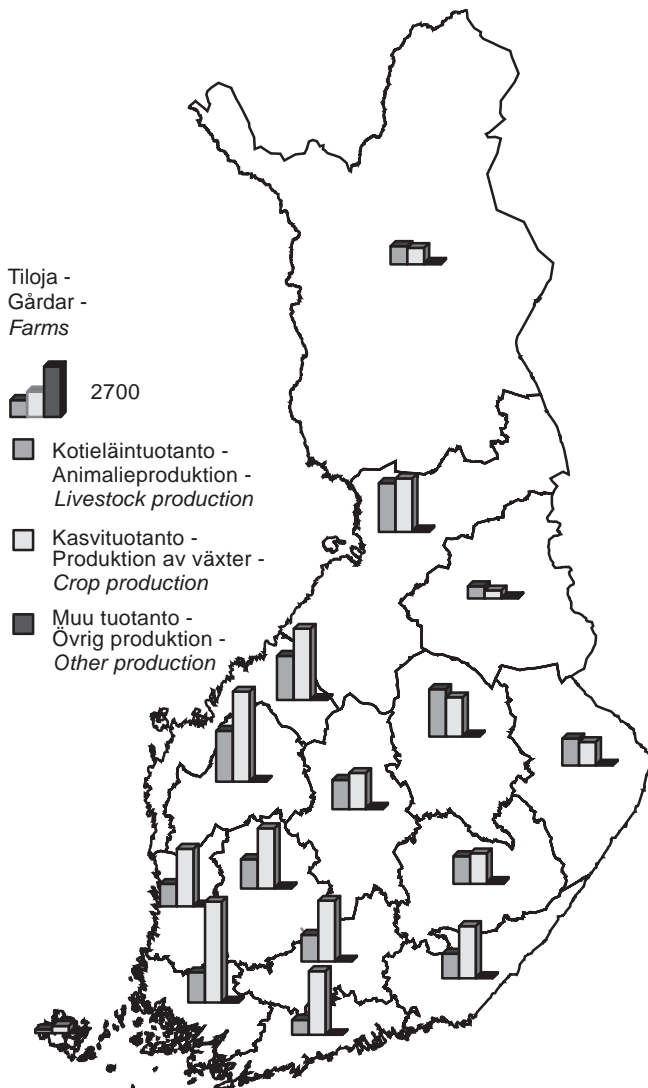 Tiloja -
Gårdar -
Farms
2700
Kotieläintuotanto -
Animalieproduktion -
Livestock production
Kasvituotanto -
Produktion av växter -
Crop production
Muu tuotanto -
Övrig produktion -
Other production